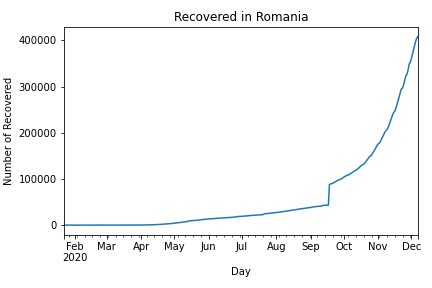 Recovered in Romania
Number of Recovered
400000
300000
200000
100000
0
Feb Mar Apr May Jun Jul Aug Sep Oct Nov Dec
2020
Day